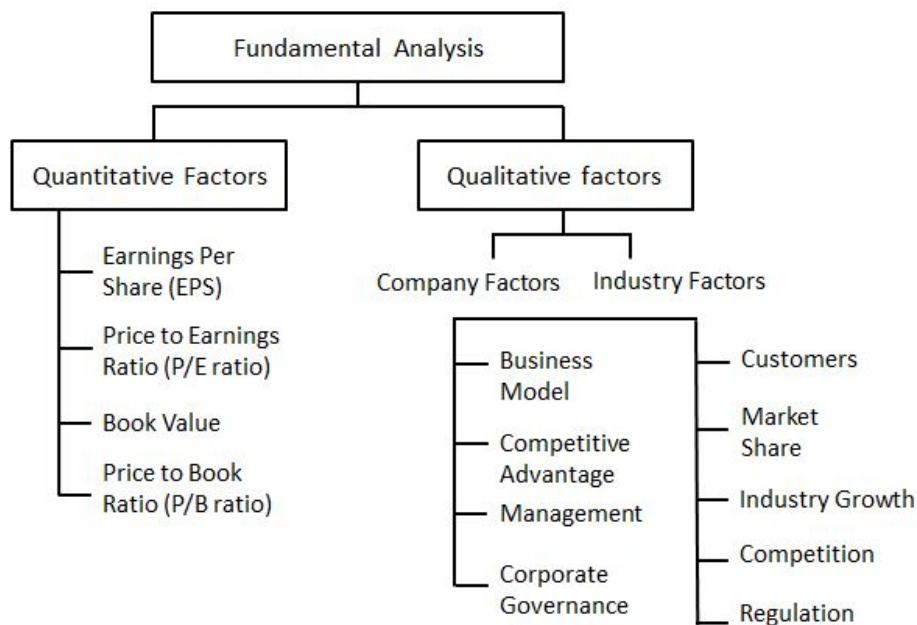 Fundamental Analysis
Quantitative Factors
Earnings Per
Share (EPS)
Price to Earnings
Ratio (P/E ratio)
Book Value
Price to Book
Ratio (P/B ratio)
Qualitative factors
Company Factors
Business
Model
Competitive
Advantage
Management
Corporate
Governance
Industry Factors
Customers
Market
Share
Industry Growth
Competition
Regulation